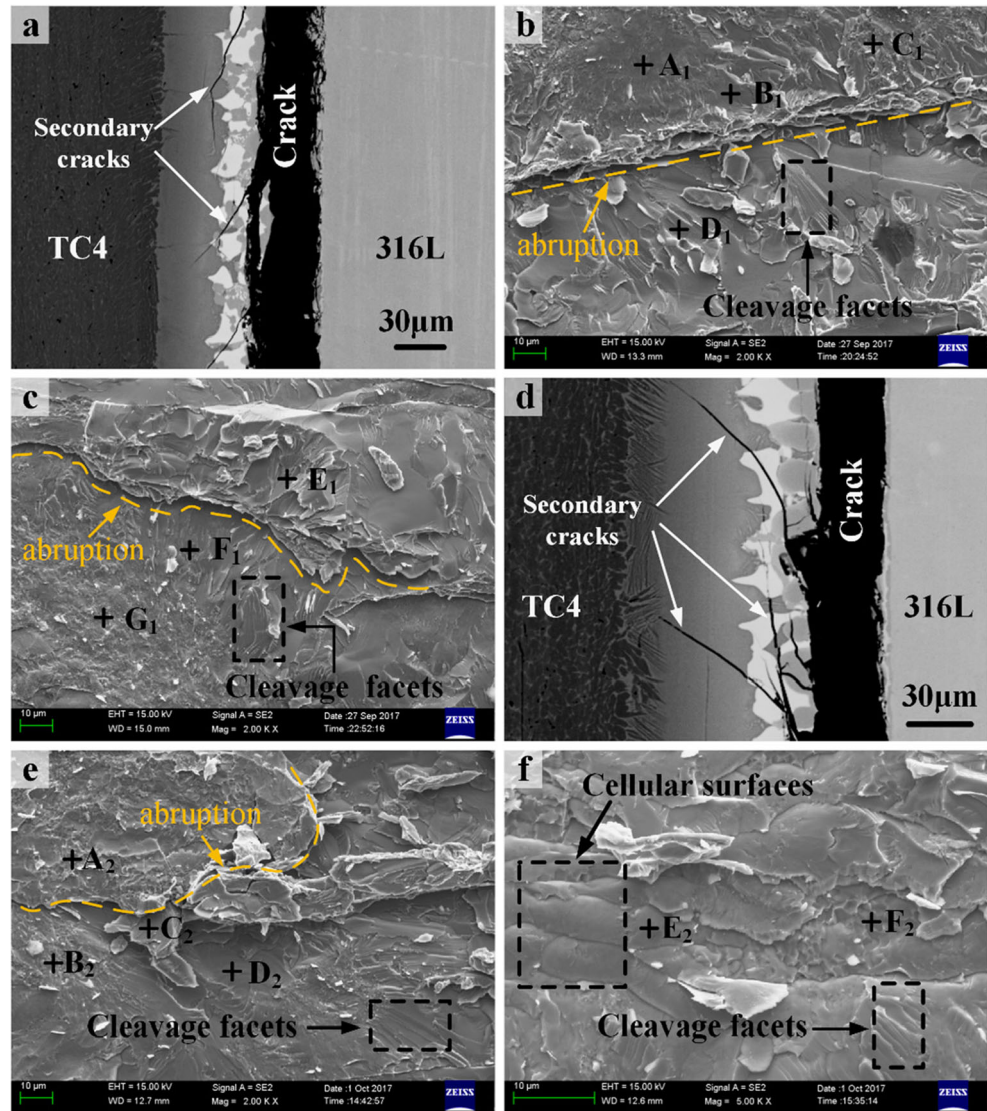 a
Secondary
cracks
Crack
TC4
316L
30μm
b
+ A₁
+ B₁
+ C₁
abruption
+ D₁
Cleavage facets
10 μm
EHT = 15.00 kV
Signal A = SE2
Date :27 Sep 2017
WD = 13.3 mm
Mag = 2.00 K X
Time :20:24:52
ZEISS
c
+ E₁
abruption
+ F₁
+ G₁
Cleavage facets
10 μm
EHT = 15.00 kV
Signal A = SE2
Date :27 Sep 2017
WD = 15.0 mm
Mag = 2.00 K X
Time :22:52:16
ZEISS
d
Secondary
cracks
Crack
TC4
316L
30μm
e
abruption
+A₂
+C₂
+B₂
+ D₂
Cleavage facets
10 μm
EHT = 15.00 kV
Signal A = SE2
Date :1 Oct 2017
WD = 12.7 mm
Mag = 2.00 K X
Time :14:42:57
ZEISS
f
Cellular surfaces
+E₂
+F₂
Cleavage facets
10 μm
EHT = 15.00 kV
Signal A = SE2
Date :1 Oct 2017
WD = 12.6 mm
Mag = 5.00 K X
Time :15:35:14
ZEISS